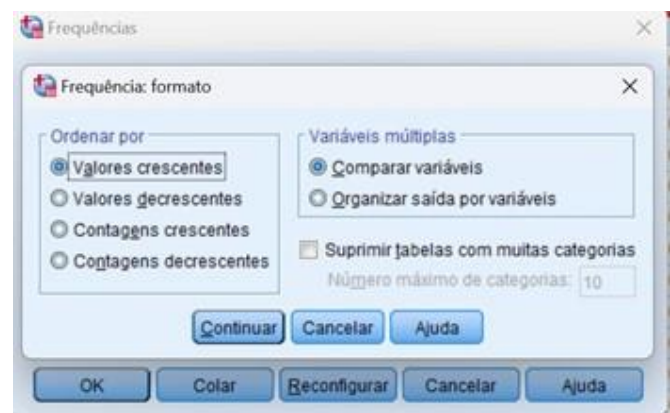 Frequências
Frequência: formato
Ordenar por
Valores crescentes
Valores decrescentes
Contagens crescentes
Contagens decrescentes
Variáveis múltiplas
Comparar variáveis
Organizar saída por variáveis
Suprimir tabelas com muitas categorias
Número máximo de categorias: 10
Continuar Cancelar Ajuda
OK Colar Reconfigurar Cancelar Ajuda